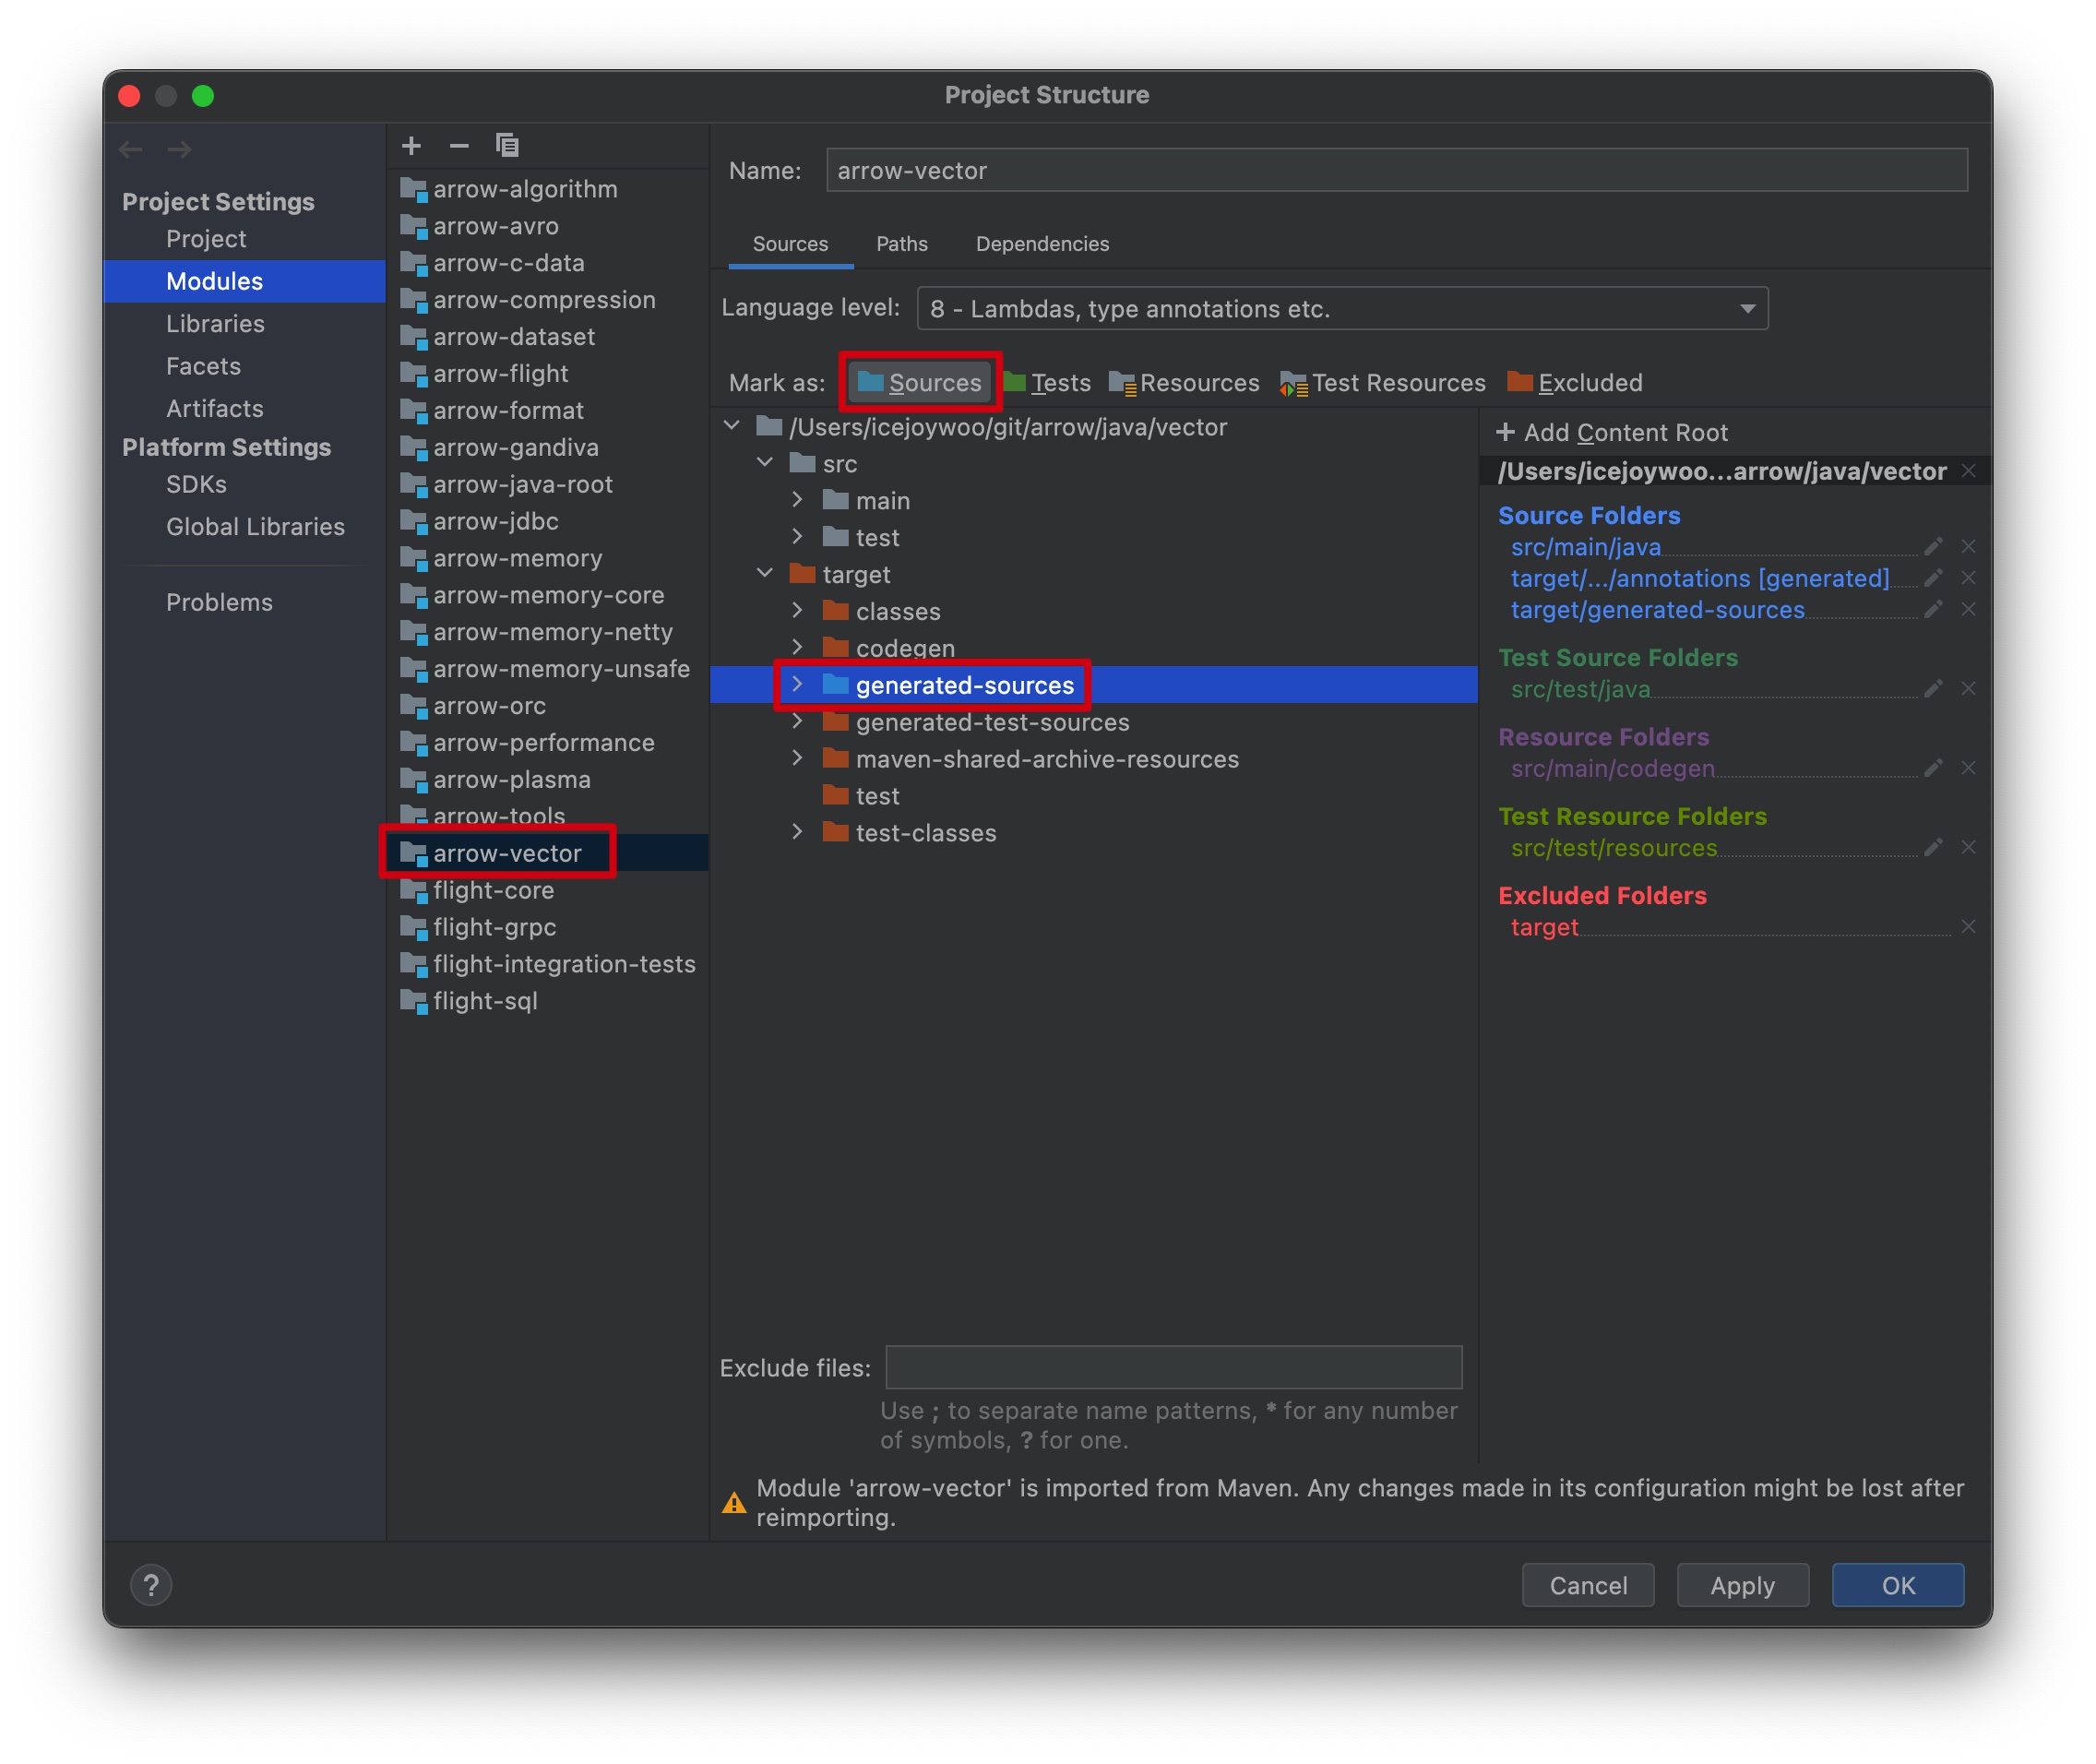 Project Structure
Project Settings
Project
Modules
Libraries
Facets
Artifacts
Platform Settings
SDKs
Global Libraries
Problems
arrow-algorithm
arrow-avro
arrow-c-data
arrow-compression
arrow-dataset
arrow-flight
arrow-format
arrow-gandiva
arrow-java-root
arrow-jdbc
arrow-memory
arrow-memory-core
arrow-memory-netty
arrow-memory-unsafe
arrow-orc
arrow-performance
arrow-plasma
arrow-tools
arrow-vector
flight-core
flight-grpc
flight-integration-tests
flight-sql
Name: arrow-vector
Sources Paths Dependencies
Language level: 8 - Lambdas, type annotations etc.
Mark as: Sources Tests Resources Test Resources Excluded
/Users/icejoywoo/git/arrow/java/vector
src
main
test
target
classes
codegen
generated-sources
generated-test-sources
maven-shared-archive-resources
test
test-classes
+ Add Content Root
/Users/icejoywoo...arrow/java/vector
Source Folders
src/main/java
target/.../annotations [generated]
target/generated-sources
Test Source Folders
src/test/java
Resource Folders
src/main/codegen
Test Resource Folders
src/test/resources
Excluded Folders
target
Exclude files:
Use ; to separate name patterns, * for any number
of symbols, ? for one.
Module 'arrow-vector' is imported from Maven. Any changes made in its configuration might be lost after
reimporting.
? Cancel Apply OK